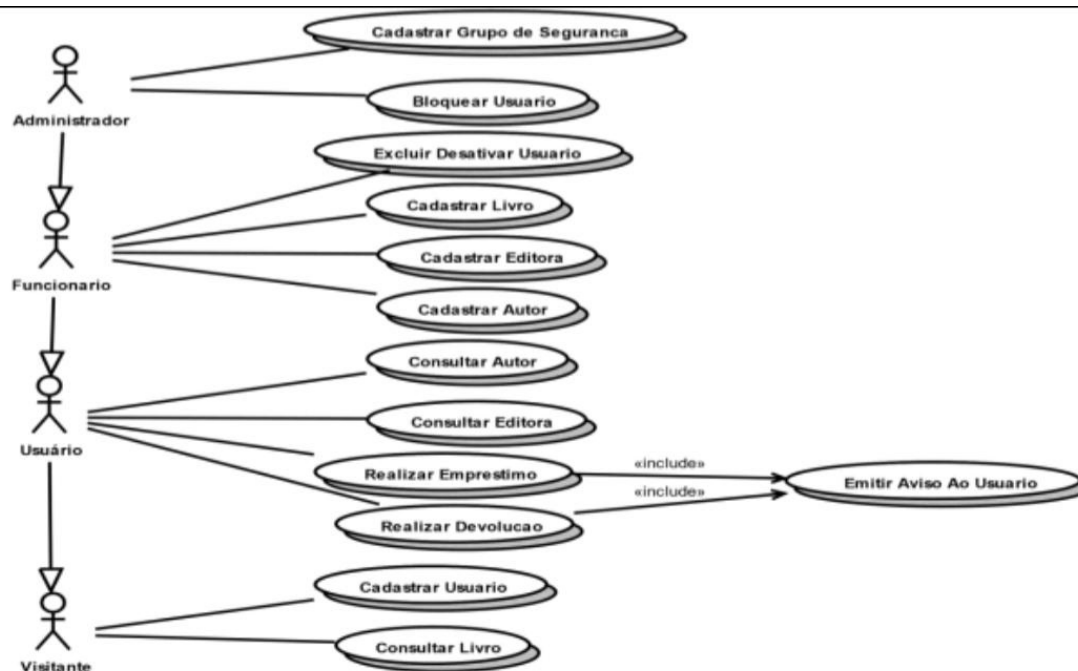 Cadastrar Grupo de Seguranca
Administrador
Bloquear Usuario
Excluir Desativar Usuario
Cadastrar Livro
Funcionario
Cadastrar Editora
Cadastrar Autor
Consultar Autor
Usuário
Consultar Editora
Realizar Emprestimo
«include»
Emitir Aviso Ao Usuario
«include»
Realizar Devolucao
Cadastrar Usuario
Visitante
Consultar Livro